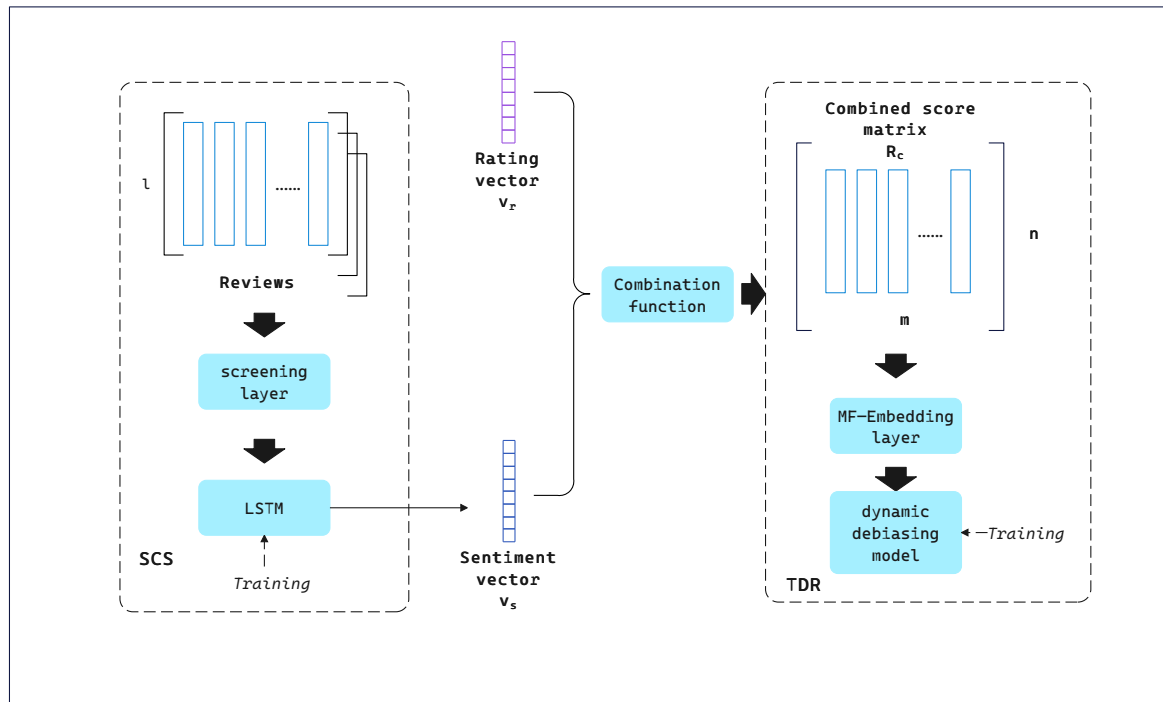 l
......
Reviews
screening
layer
LSTM
SCS
Training
Rating
vector
vᵣ
Sentiment
vector
vₛ
Combination
function
Combined score
matrix
R꜀
......
n
m
MF-Embedding
layer
dynamic
debiasing
model
Training
TDR